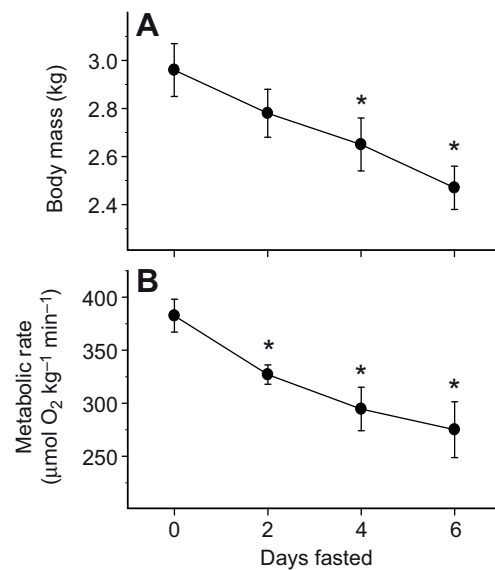 A
3.0
2.8
2.6
2.4
Body mass (kg)
*
*
B
400
350
300
250
Metabolic rate
(μmol O₂ kg⁻¹ min⁻¹)
*
*
*
0 2 4 6
Days fasted